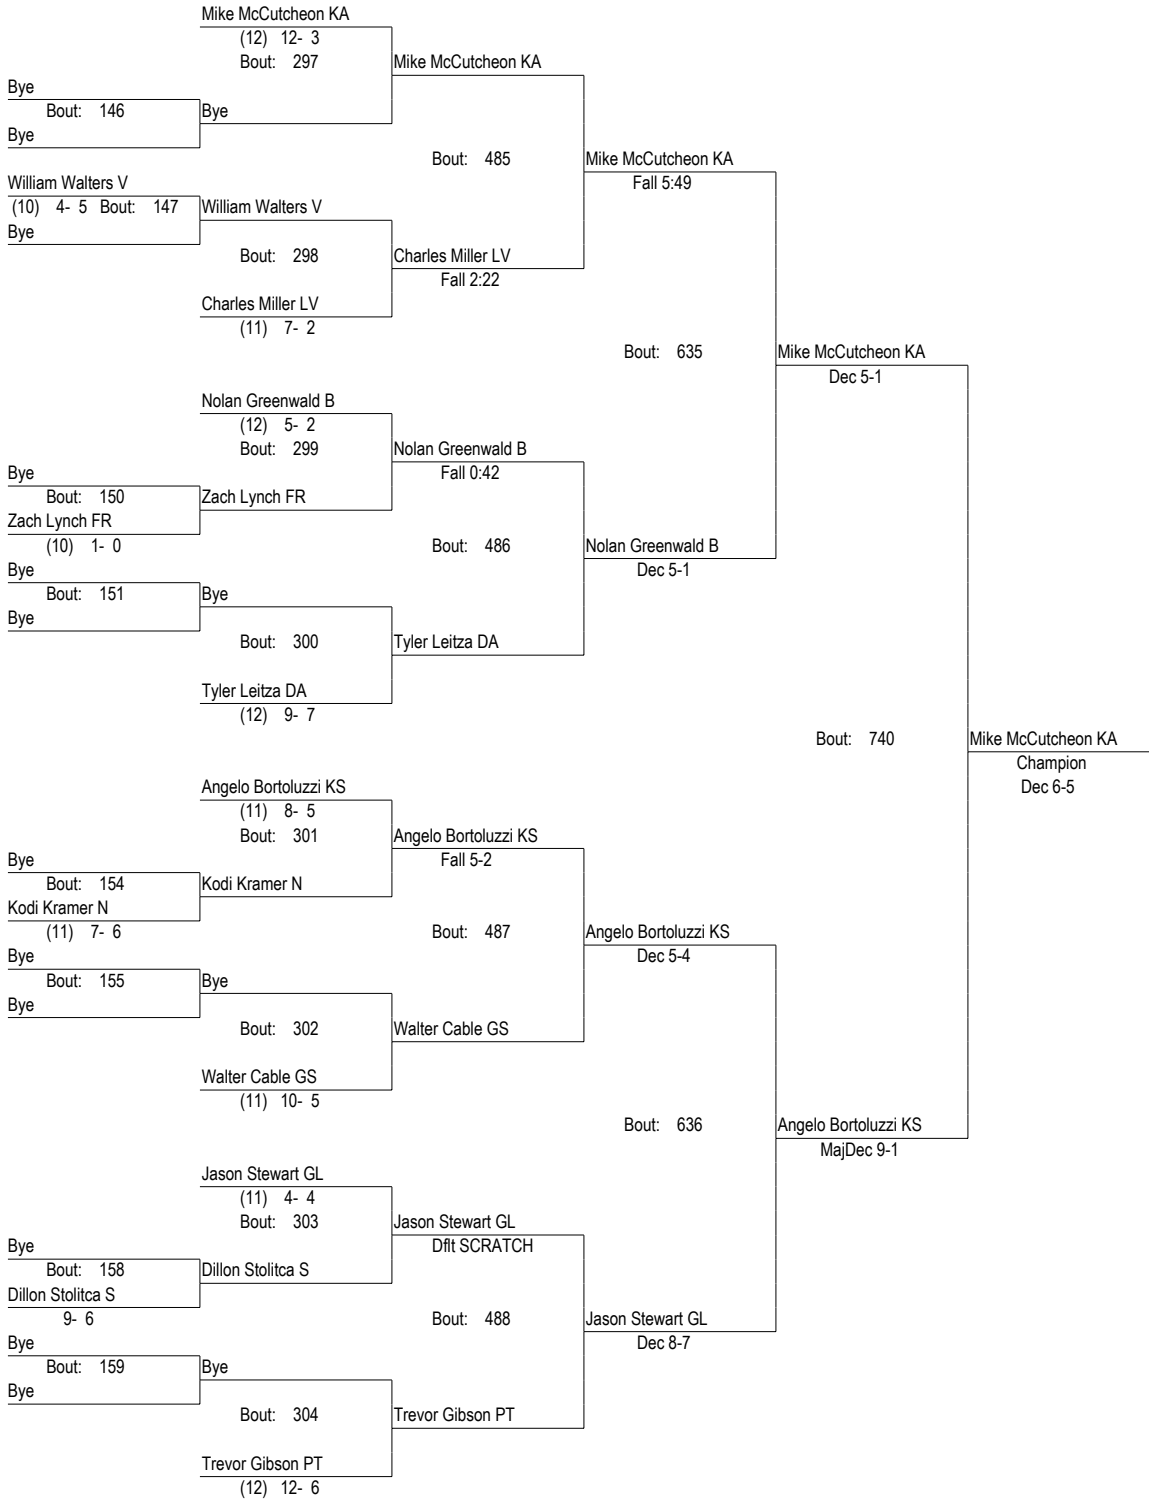 Mike McCutcheon KA
(12) 12- 3
Bout: 297
Mike McCutcheon KA
Bye
Bout: 146
Bye
Bye
Bout: 485
Mike McCutcheon KA
Fall 5:49
William Walters V
(10) 4- 5 Bout: 147
William Walters V
Bye
Bout: 298
Charles Miller LV
Fall 2:22
Charles Miller LV
(11) 7- 2
Bout: 635
Mike McCutcheon KA
Dec 5-1
Nolan Greenwald B
(12) 5- 2
Bout: 299
Nolan Greenwald B
Fall 0:42
Bye
Bout: 150
Zach Lynch FR
Zach Lynch FR
(10) 1- 0
Bout: 486
Nolan Greenwald B
Dec 5-1
Bye
Bout: 151
Bye
Bye
Bout: 300
Tyler Leitza DA
Tyler Leitza DA
(12) 9- 7
Bout: 740
Mike McCutcheon KA
Champion
Dec 6-5
Angelo Bortoluzzi KS
(11) 8- 5
Bout: 301
Angelo Bortoluzzi KS
Fall 5-2
Bye
Bout: 154
Kodi Kramer N
Kodi Kramer N
(11) 7- 6
Bout: 487
Angelo Bortoluzzi KS
Dec 5-4
Bye
Bout: 155
Bye
Bye
Bout: 302
Walter Cable GS
Walter Cable GS
(11) 10- 5
Bout: 636
Angelo Bortoluzzi KS
MajDec 9-1
Jason Stewart GL
(11) 4- 4
Bout: 303
Jason Stewart GL
Dflt SCRATCH
Bye
Bout: 158
Dillon Stolitca S
Dillon Stolitca S
9- 6
Bout: 488
Jason Stewart GL
Dec 8-7
Bye
Bout: 159
Bye
Bye
Bout: 304
Trevor Gibson PT
Trevor Gibson PT
(12) 12- 6